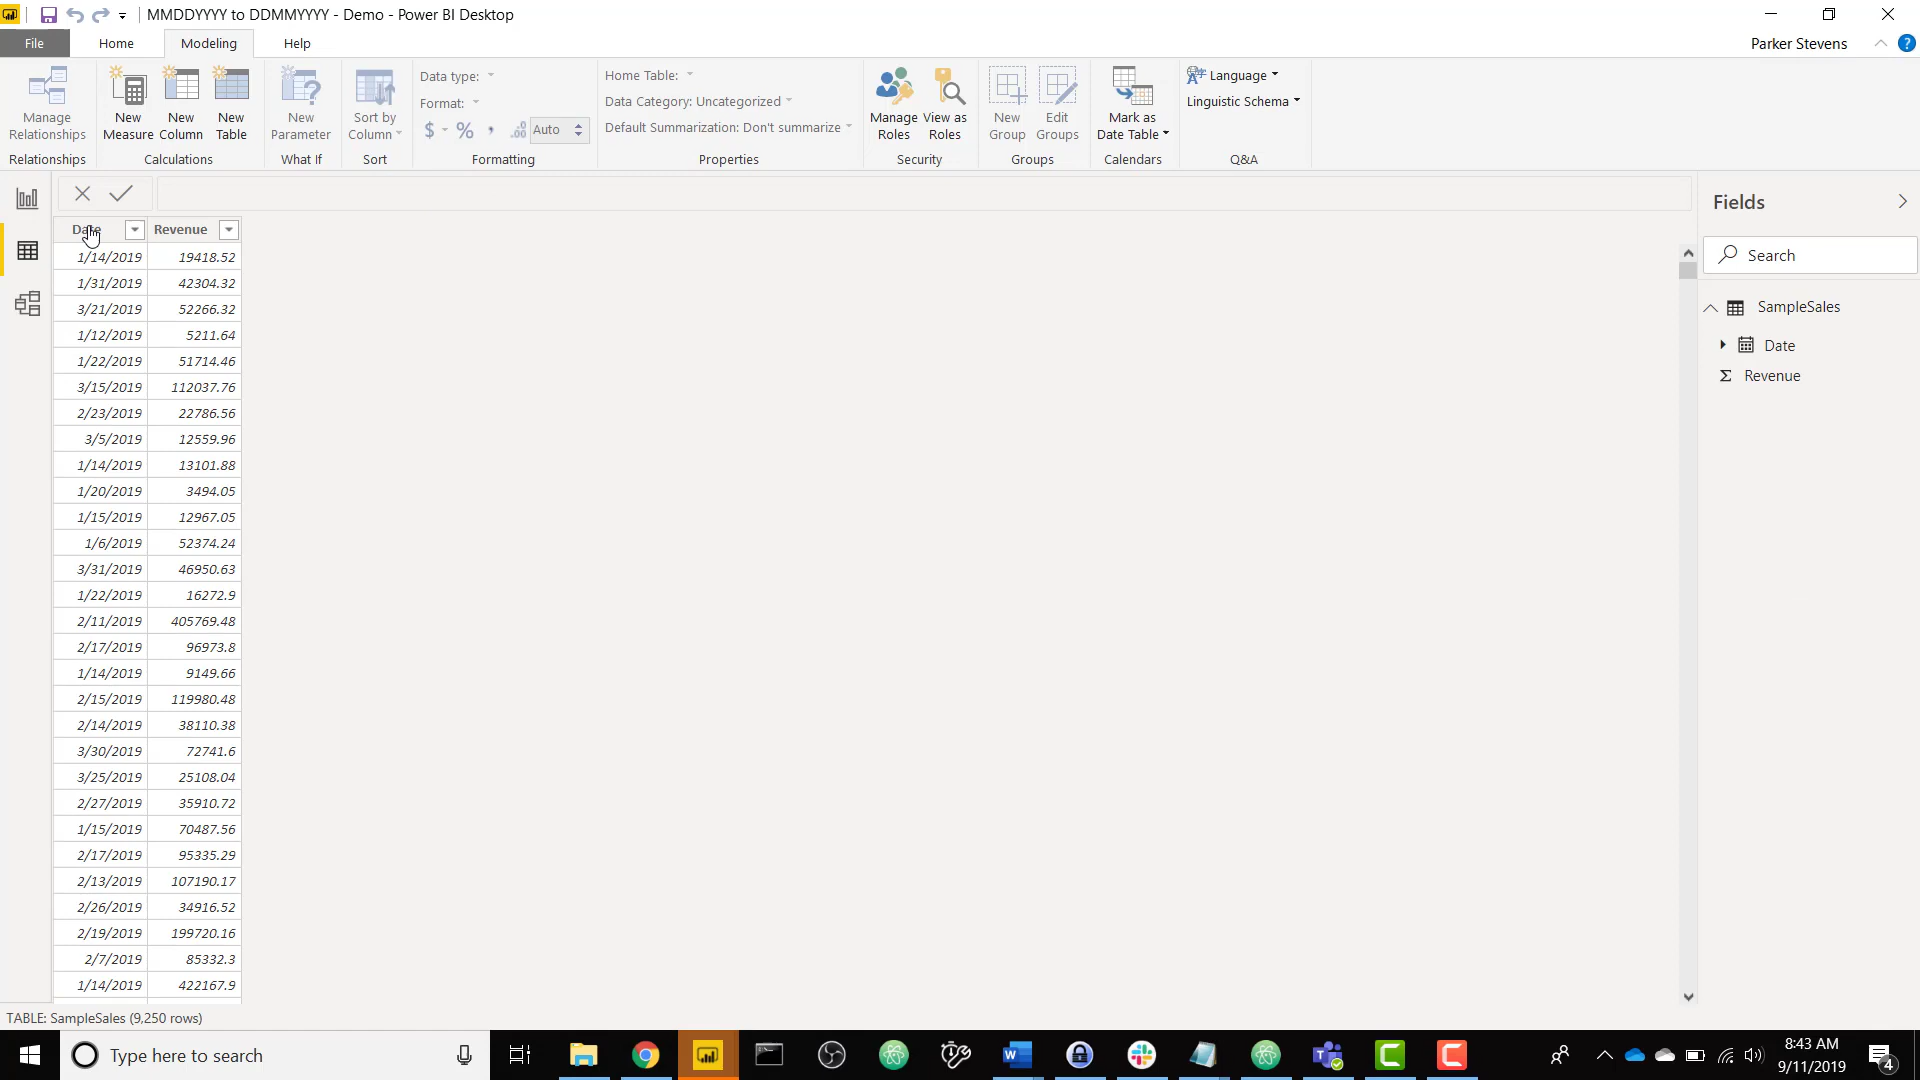 MMDDYYYY to DDMMYYYY - Demo - Power BI Desktop
File
Home
Modeling
Help
Parker Stevens
Manage
Relationships
Relationships
New
Measure
New
Column
New
Table
Calculations
New
Parameter
What If
Sort by
Column
Sort
Data type:
Format:
$ % , .00 Auto
Formatting
Home Table:
Data Category: Uncategorized
Default Summarization: Don't summarize
Properties
Manage
Roles
View as
Roles
Security
New
Group
Edit
Groups
Groups
Mark as
Date Table
Calendars
Language
Linguistic Schema
Q&A
Date Revenue
1/14/2019 19418.52
1/31/2019 42304.32
3/21/2019 52266.32
1/12/2019 5211.64
1/22/2019 51714.46
3/15/2019 112037.76
2/23/2019 22786.56
3/5/2019 12559.96
1/14/2019 13101.88
1/20/2019 3494.05
1/15/2019 12967.05
1/6/2019 52374.24
3/31/2019 46950.63
1/22/2019 16272.9
2/11/2019 405769.48
2/17/2019 96973.8
1/14/2019 9149.66
2/15/2019 119980.48
2/14/2019 38110.38
3/30/2019 72741.6
3/25/2019 25108.04
2/27/2019 35910.72
1/15/2019 70487.56
2/17/2019 95335.29
2/13/2019 107190.17
2/26/2019 34916.52
2/19/2019 199720.16
2/7/2019 85332.3
1/14/2019 422167.9
Fields
Search
SampleSales
Date
Σ Revenue
TABLE: SampleSales (9,250 rows)
Type here to search
8:43 AM
9/11/2019
4